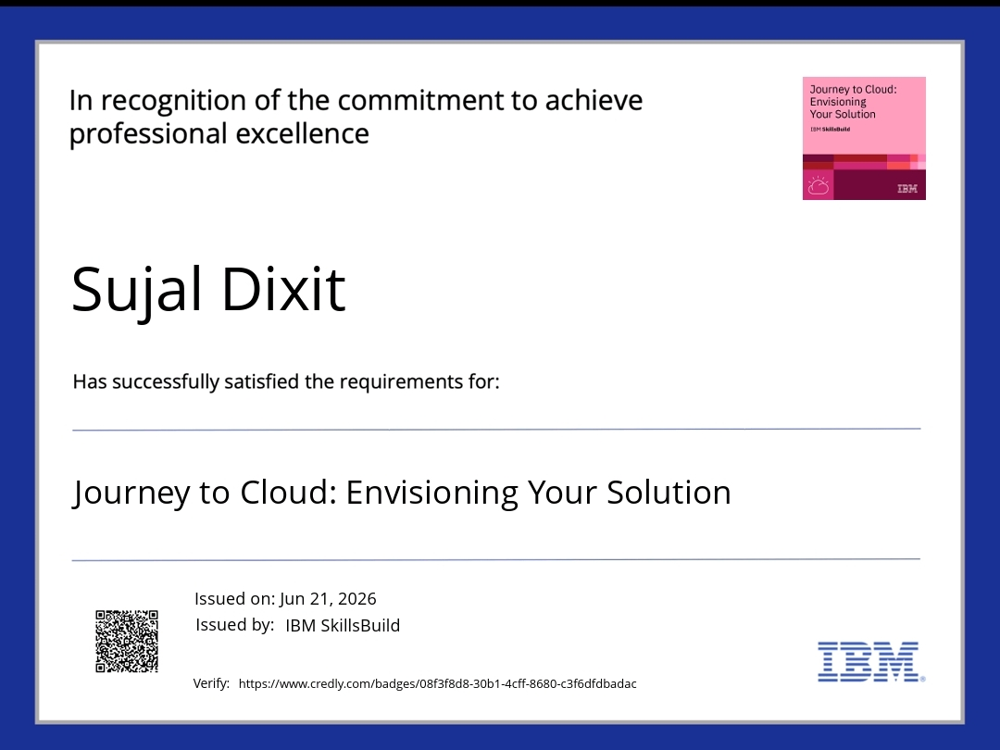 In recognition of the commitment to achieve
professional excellence
Journey to Cloud:
Envisioning
Your Solution
IBM SkillsBuild
IBM
Sujal Dixit
Has successfully satisfied the requirements for:
Journey to Cloud: Envisioning Your Solution
Issued on: Jun 21, 2026
Issued by: IBM SkillsBuild
Verify: https://www.credly.com/badges/08f3f8d8-30b1-4cff-8680-c3f6dfdbadac
IBM®